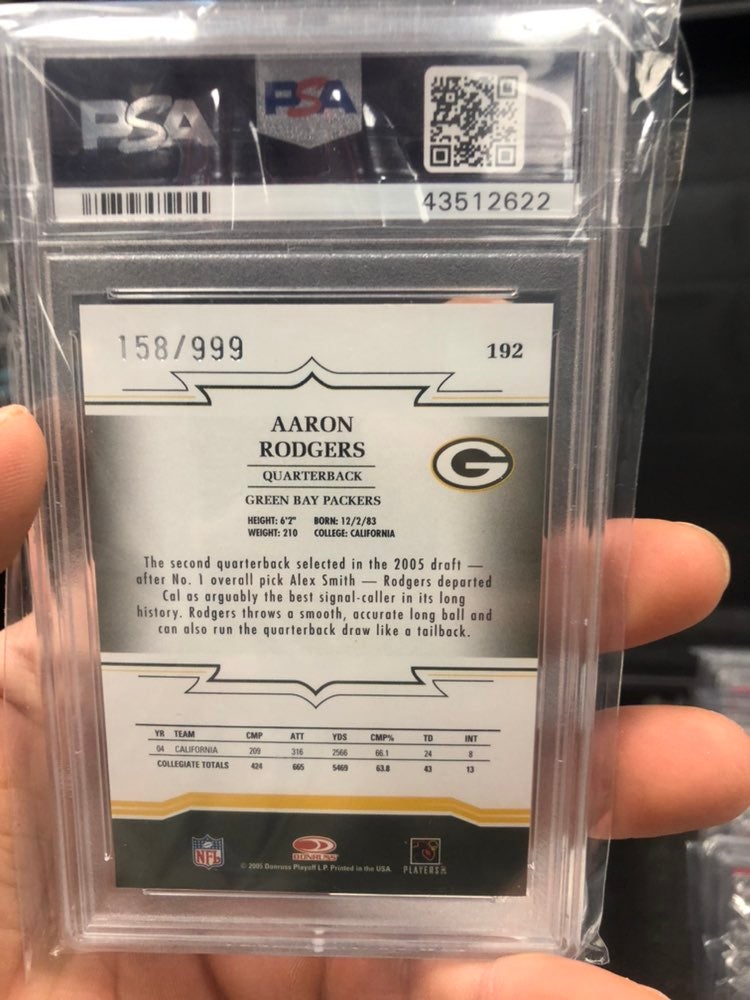 PSA
PSA
43512622
158/999
192
AARON
RODGERS
G
QUARTERBACK
GREEN BAY PACKERS
HEIGHT: 6'2" BORN: 12/2/83
WEIGHT: 210 COLLEGE: CALIFORNIA
The second quarterback selected in the 2005 draft —
after No. 1 overall pick Alex Smith — Rodgers departed
Cal as arguably the best signal-caller in its long
history. Rodgers throws a smooth, accurate long ball and
can also run the quarterback draw like a tailback.
YR TEAM CMP ATT YDS CMP% TD INT
04 CALIFORNIA 209 316 2566 66.1 24 8
COLLEGIATE TOTALS 424 665 5469 63.8 43 13
NFL
DONRUSS
PLAYERS INC
© 2005 Donruss Playoff L.P. Printed in the USA